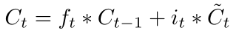 $C_t = f_t * C_{t-1} + i_t * \tilde{C}_t$